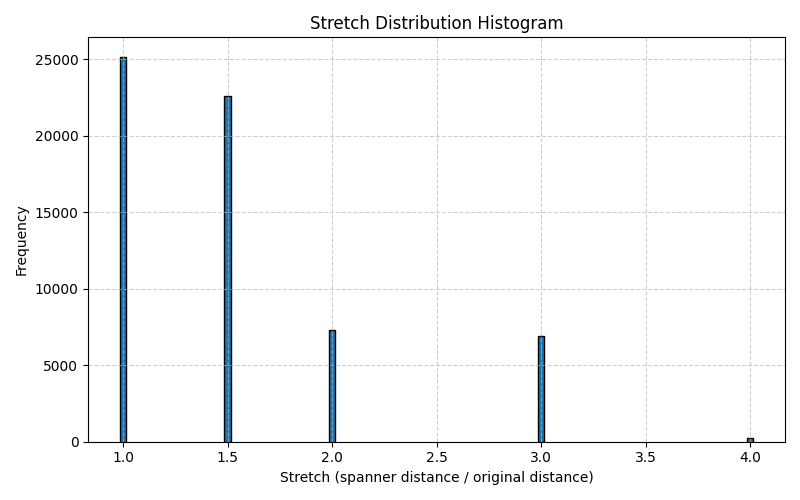 Stretch Distribution Histogram
Frequency
25000
20000
15000
10000
5000
0
1.0 1.5 2.0 2.5 3.0 3.5 4.0
Stretch (spanner distance / original distance)